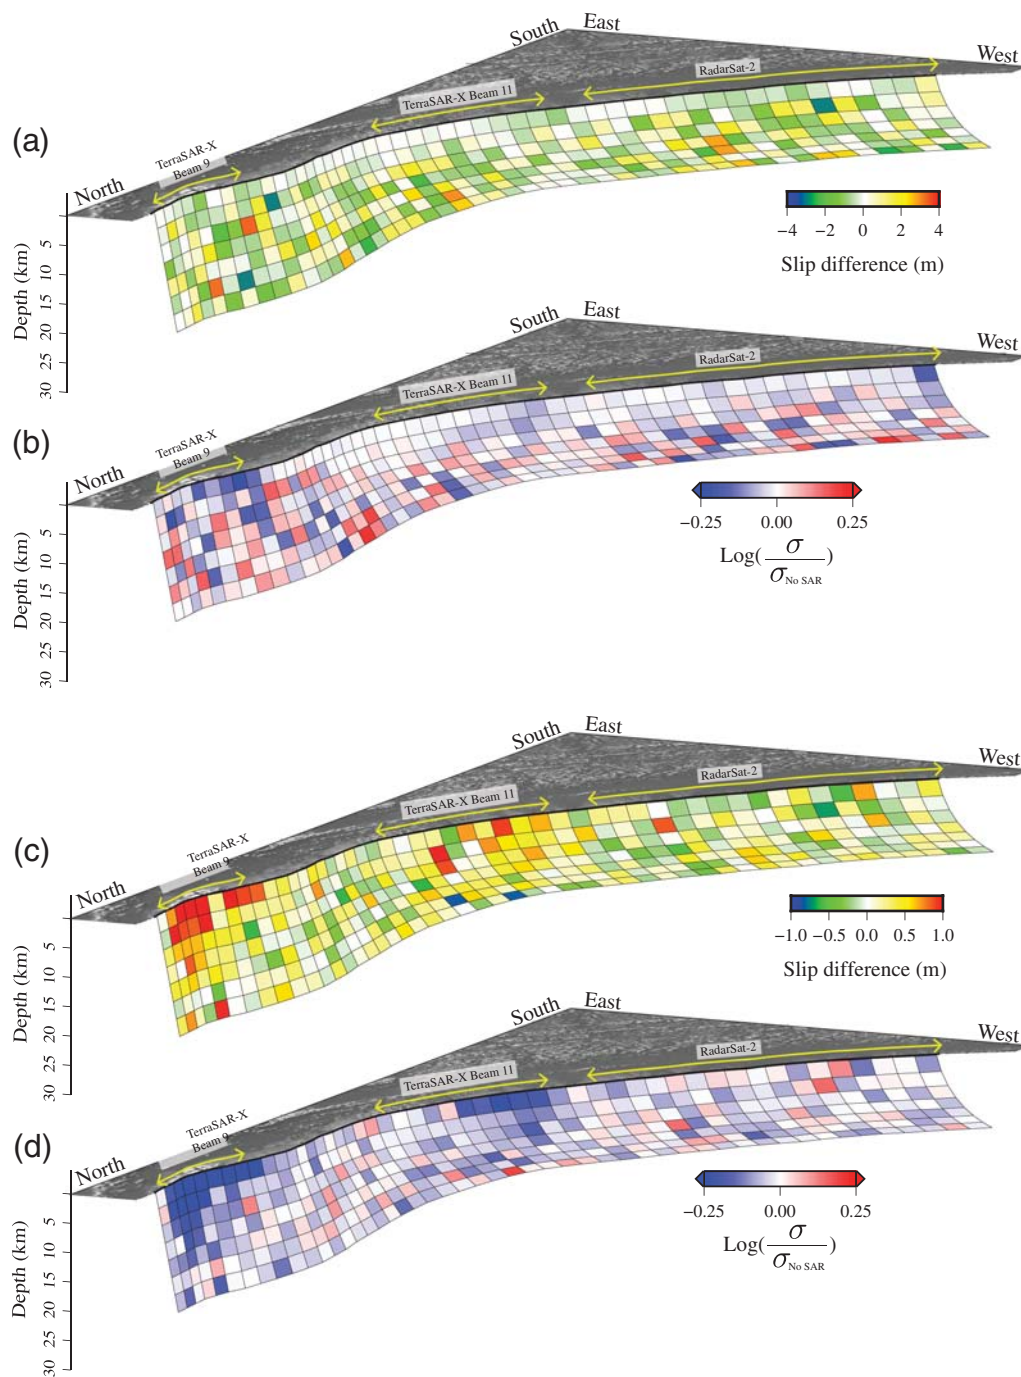 (a)
South
East
West
RadarSat-2
TerraSAR-X Beam 11
TerraSAR-X
Beam 9
North
Depth (km)
5
10
15
20
25
30
−4
−2
0
2
4
Slip difference (m)
(b)
South
East
West
RadarSat-2
TerraSAR-X Beam 11
TerraSAR-X
Beam 9
North
Depth (km)
5
10
15
20
25
30
−0.25
0.00
0.25
Log(σ/σNo SAR)
(c)
South
East
West
RadarSat-2
TerraSAR-X Beam 11
TerraSAR-X
Beam 9
North
Depth (km)
5
10
15
20
25
30
−1.0
−0.5
0.0
0.5
1.0
Slip difference (m)
(d)
South
East
West
RadarSat-2
TerraSAR-X Beam 11
TerraSAR-X
Beam 9
North
Depth (km)
5
10
15
20
25
30
−0.25
0.00
0.25
Log(σ/σNo SAR)